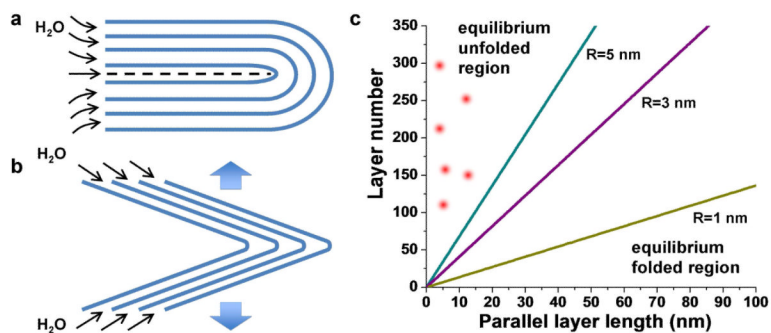 a
H₂O
b
H₂O
H₂O
c
Layer number
350
300
250
200
150
100
50
0
equilibrium
unfolded
region
R=5 nm
R=3 nm
R=1 nm
equilibrium
folded region
0 10 20 30 40 50 60 70 80 90 100
Parallel layer length (nm)